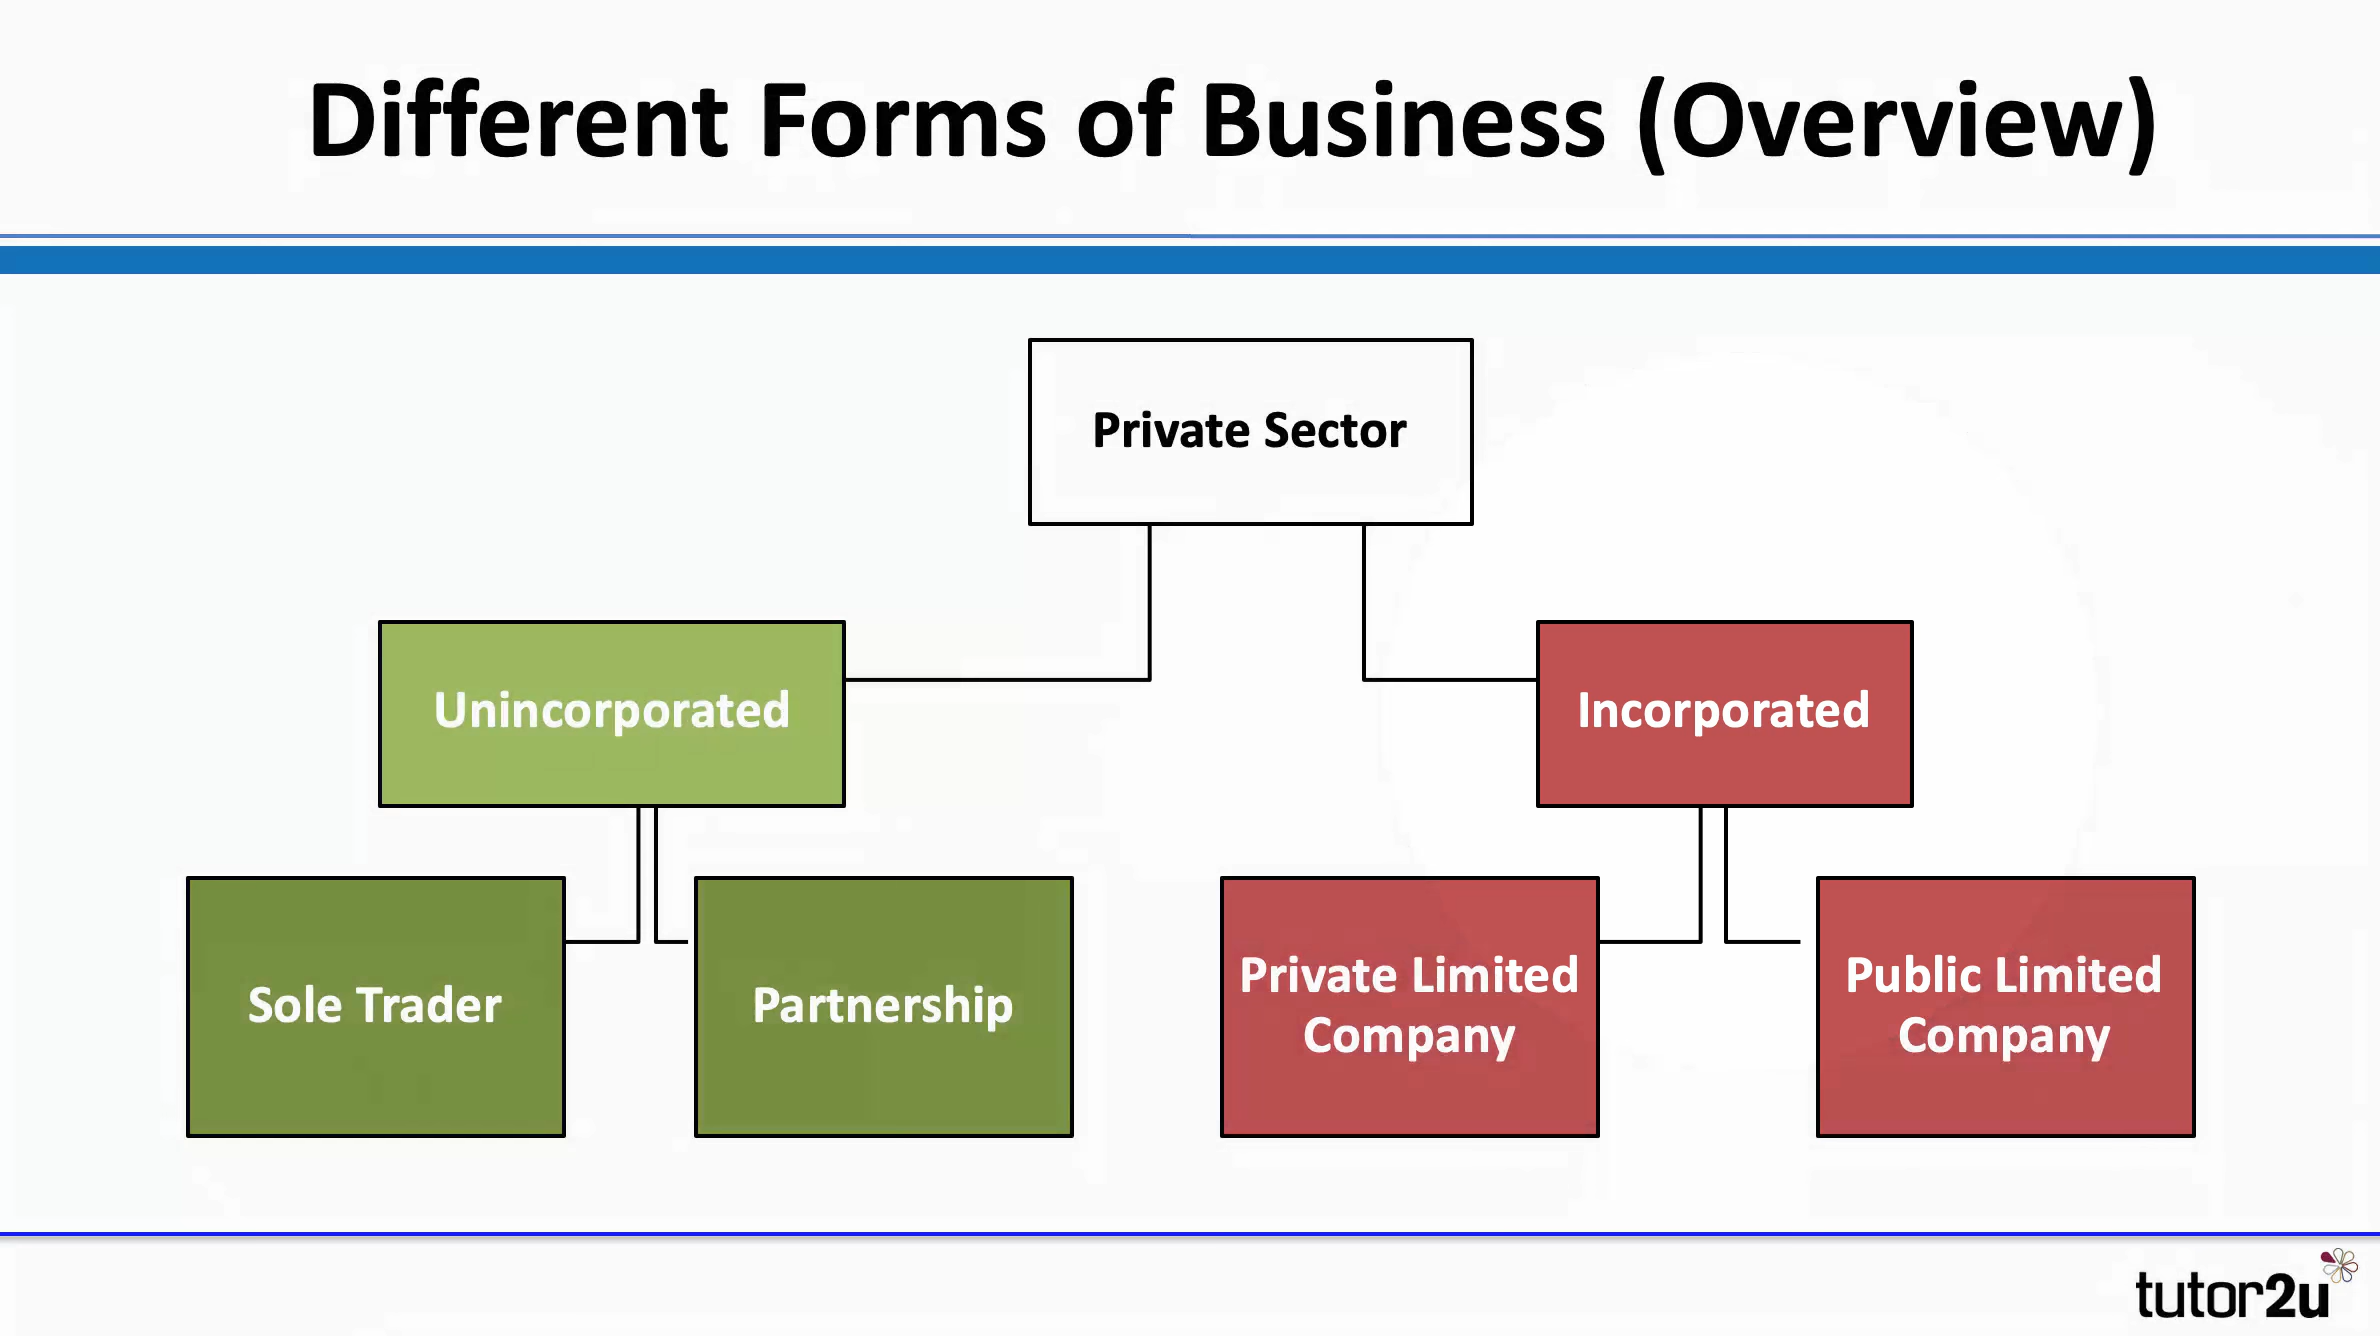 Different Forms of Business (Overview)
Private Sector
Unincorporated
Incorporated
Sole Trader
Partnership
Private Limited
Company
Public Limited
Company
tutor2u